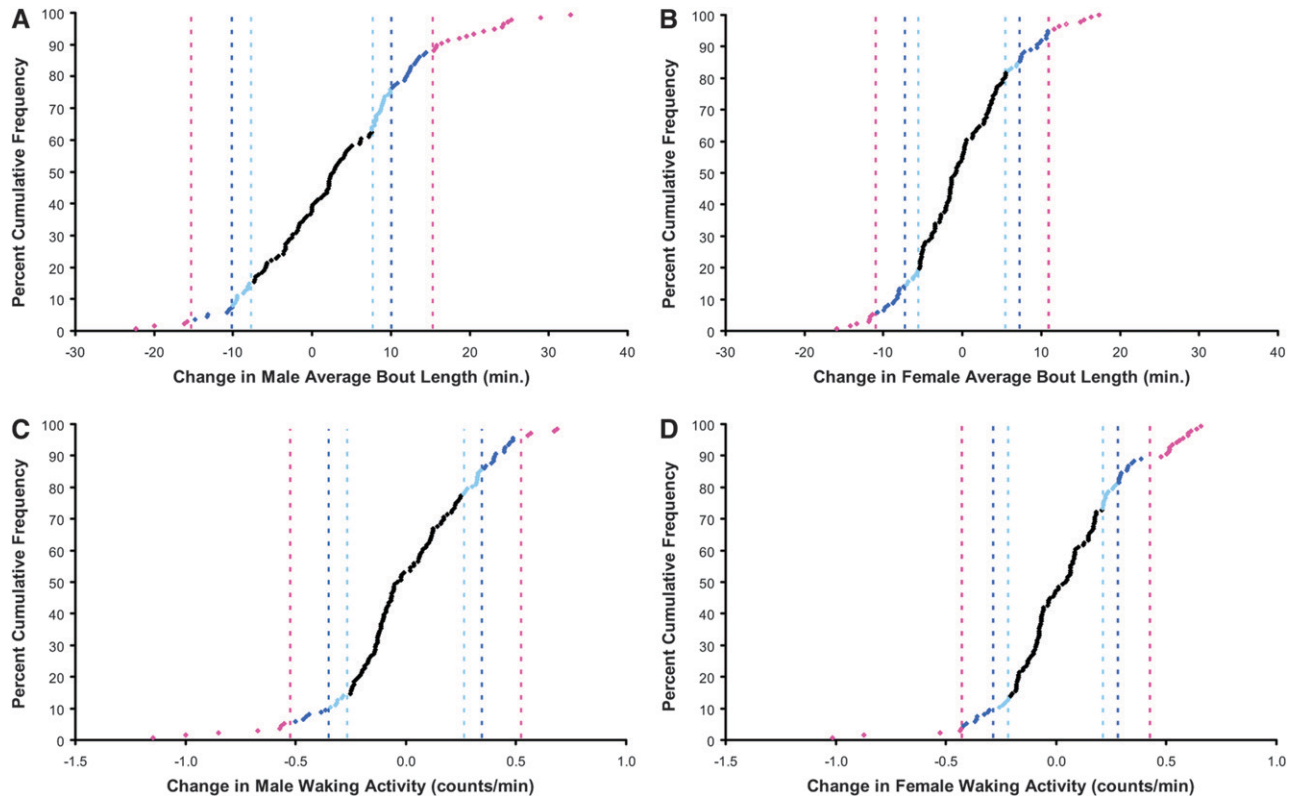 A
Percent Cumulative Frequency
100
90
80
70
60
50
40
30
20
10
0
-30 -20 -10 0 10 20 30 40
Change in Male Average Bout Length (min.)
B
Percent Cumulative Frequency
100
90
80
70
60
50
40
30
20
10
0
-30 -20 -10 0 10 20 30 40
Change in Female Average Bout Length (min.)
C
Percent Cumulative Frequency
100
90
80
70
60
50
40
30
20
10
0
-1.5 -1.0 -0.5 0.0 0.5 1.0
Change in Male Waking Activity (counts/min)
D
Percent Cumulative Frequency
100
90
80
70
60
50
40
30
20
10
0
-1.5 -1.0 -0.5 0.0 0.5 1.0
Change in Female Waking Activity (counts/min)